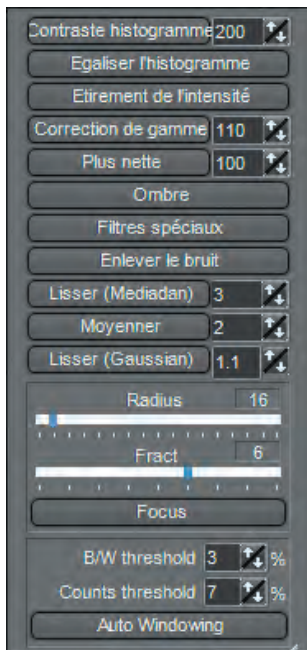 Contraste histogramme 200
Egaliser l'histogramme
Etirement de l'intensité
Correction de gamme 110
Plus nette 100
Ombre
Filtres spéciaux
Enlever le bruit
Lisser (Mediadan) 3
Moyenner 2
Lisser (Gaussian) 1.1
Radius 16
Fract 6
Focus
B/W threshold 3 %
Counts threshold 7 %
Auto Windowing